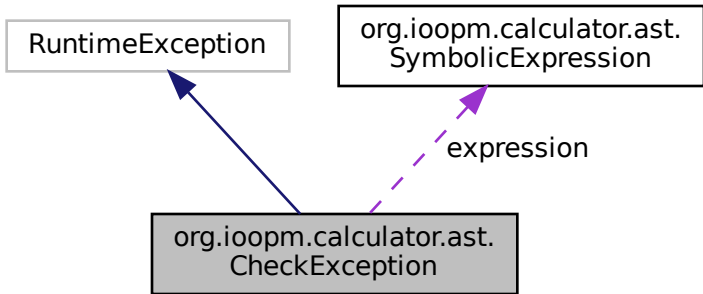 RuntimeException
org.ioopm.calculator.ast.
SymbolicExpression
expression
org.ioopm.calculator.ast.
CheckException